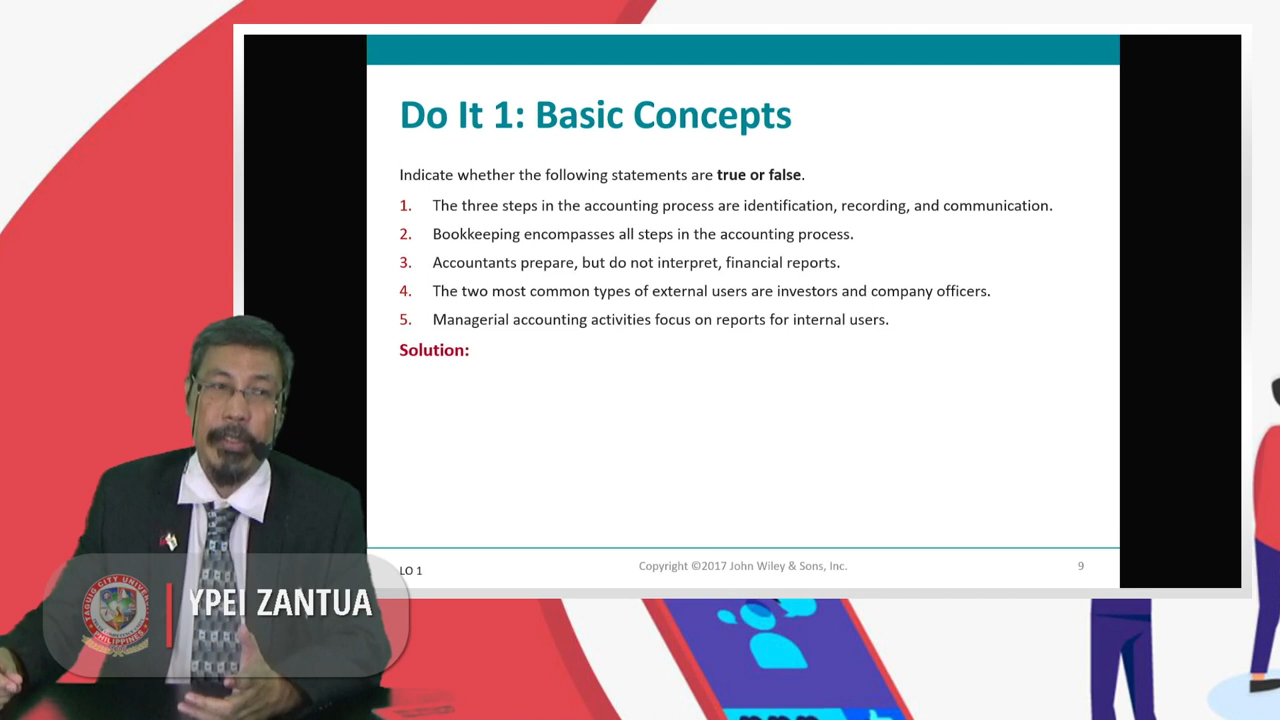 Do It 1: Basic Concepts
Indicate whether the following statements are true or false.
1. The three steps in the accounting process are identification, recording, and communication.
2. Bookkeeping encompasses all steps in the accounting process.
3. Accountants prepare, but do not interpret, financial reports.
4. The two most common types of external users are investors and company officers.
5. Managerial accounting activities focus on reports for internal users.
Solution:
LO 1
Copyright ©2017 John Wiley & Sons, Inc.
9
YPEI ZANTUA
TAGUIG CITY UNIVE
PHILIPPINES